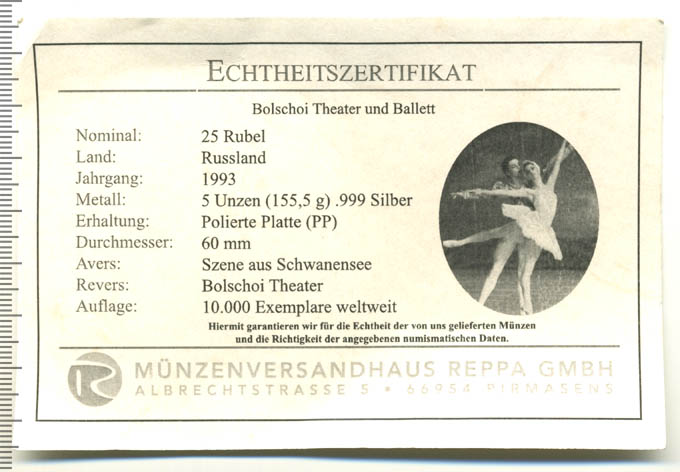 ECHTHEITSZERTIFIKAT
Bolschoi Theater und Ballett
Nominal: 25 Rubel
Land: Russland
Jahrgang: 1993
Metall: 5 Unzen (155,5 g) .999 Silber
Erhaltung: Polierte Platte (PP)
Durchmesser: 60 mm
Avers: Szene aus Schwanensee
Revers: Bolschoi Theater
Auflage: 10.000 Exemplare weltweit
Hiermit garantieren wir für die Echtheit der von uns gelieferten Münzen
und die Richtigkeit der angegebenen numismatischen Daten.
R MÜNZENVERSANDHAUS REPPA GMBH
ALBRECHTSTRASSE 5 • 66954 PIRMASENS